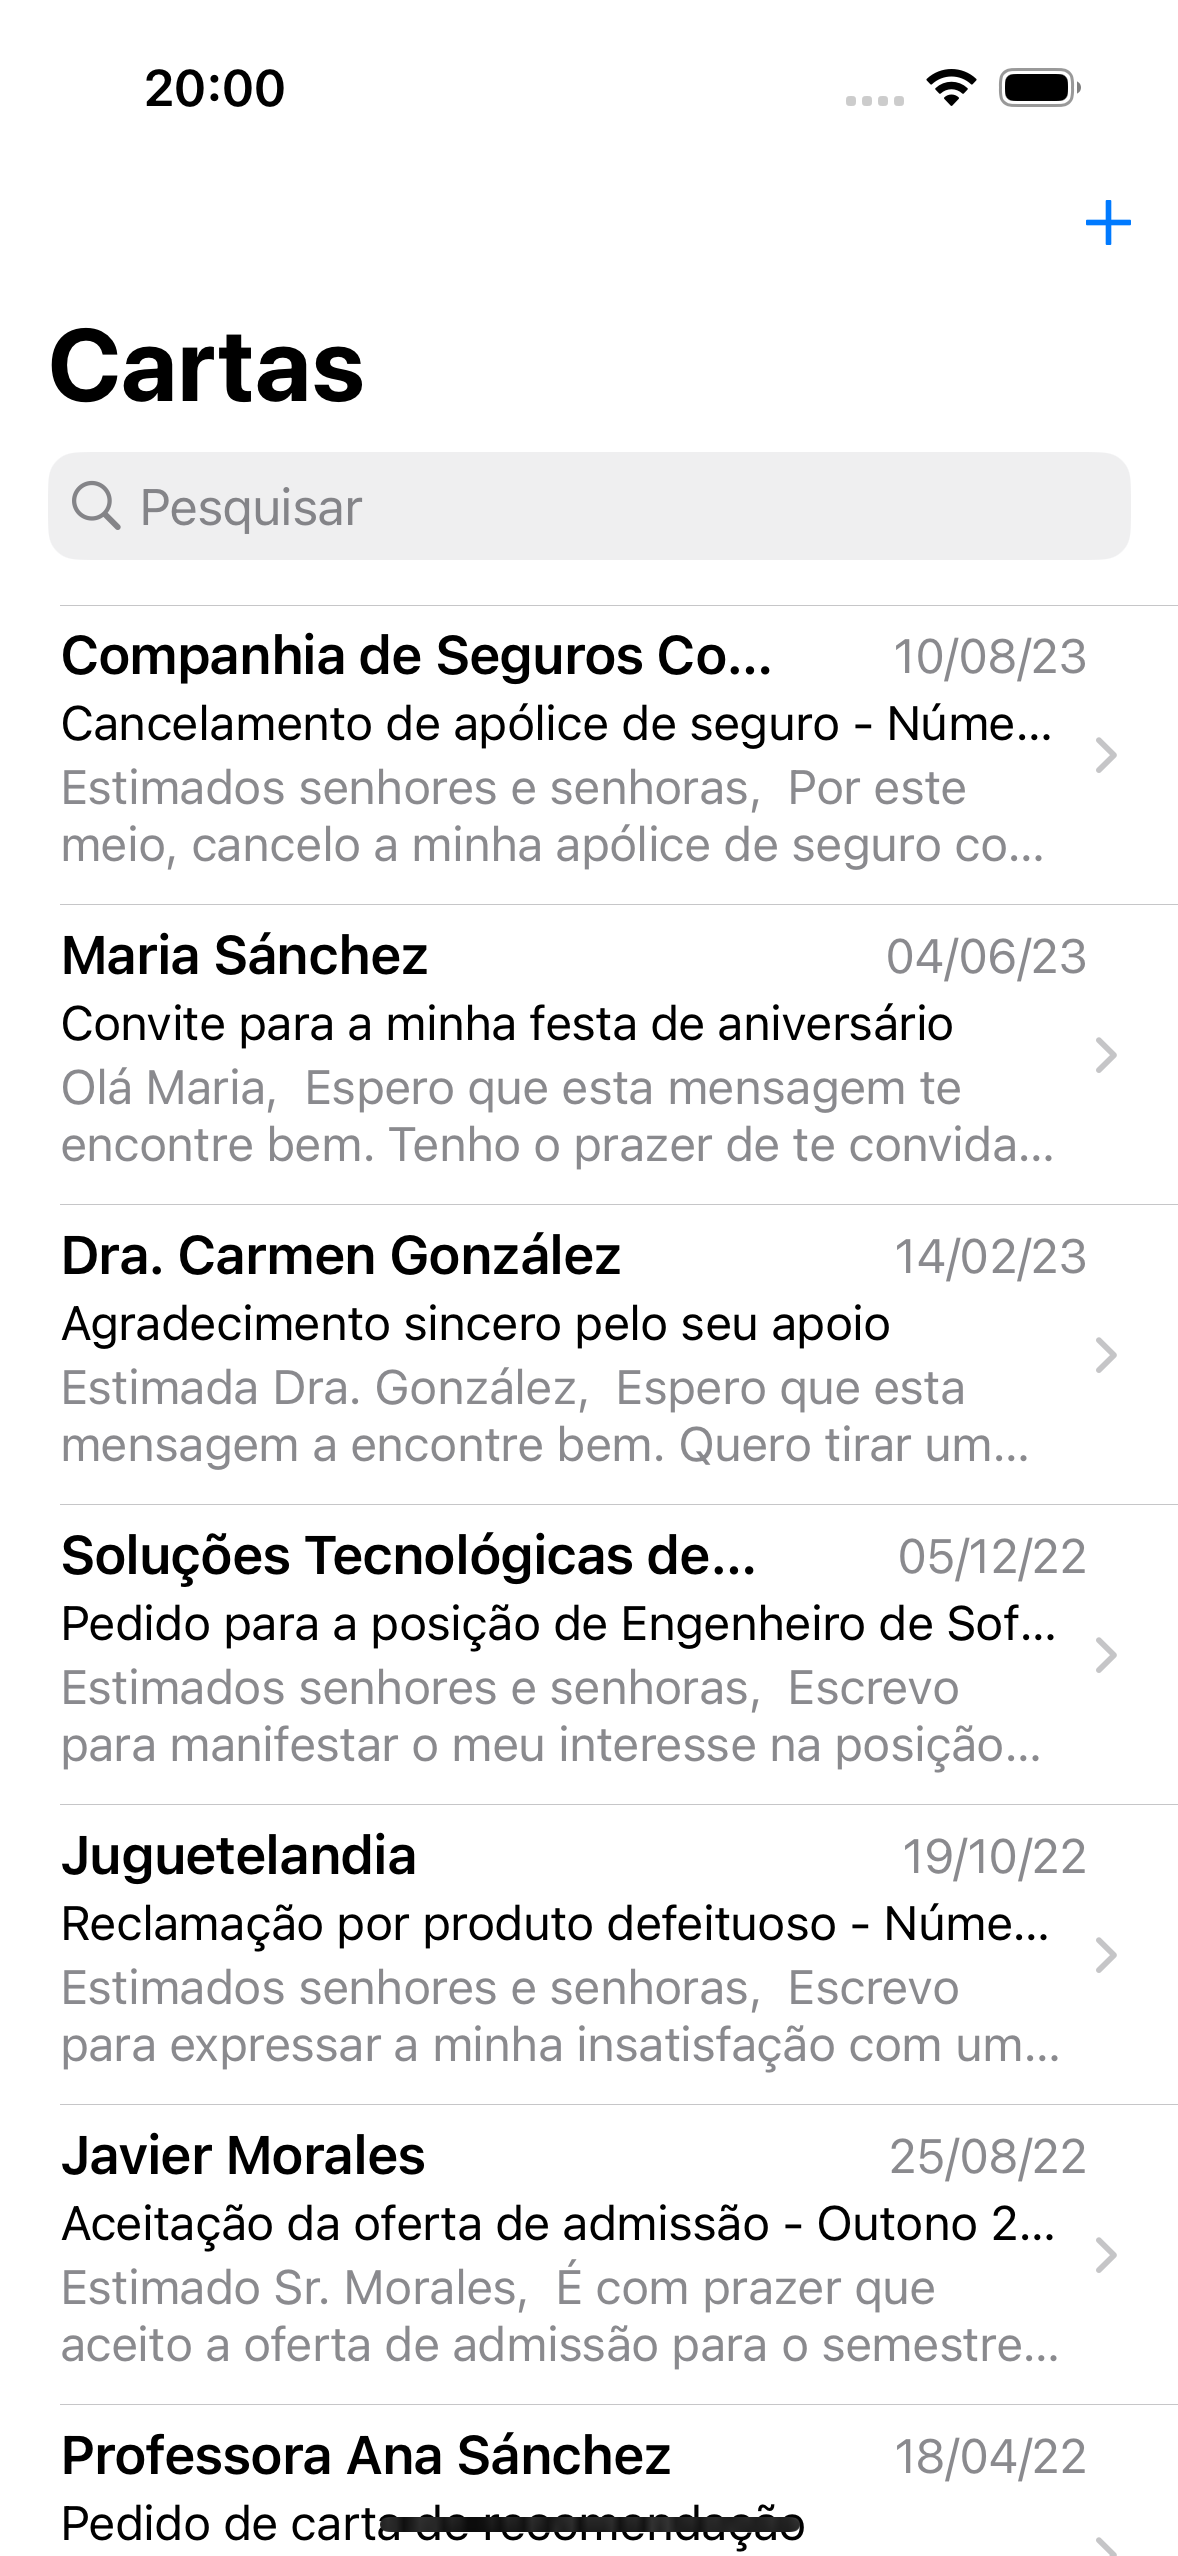 20:00
Cartas
Pesquisar
Companhia de Seguros Co... 10/08/23
Cancelamento de apólice de seguro - Núme...
Estimados senhores e senhoras, Por este
meio, cancelo a minha apólice de seguro co...
Maria Sánchez 04/06/23
Convite para a minha festa de aniversário
Olá Maria, Espero que esta mensagem te
encontre bem. Tenho o prazer de te convida...
Dra. Carmen González 14/02/23
Agradecimento sincero pelo seu apoio
Estimada Dra. González, Espero que esta
mensagem a encontre bem. Quero tirar um...
Soluções Tecnológicas de... 05/12/22
Pedido para a posição de Engenheiro de Sof...
Estimados senhores e senhoras, Escrevo
para manifestar o meu interesse na posição...
Juguetelandia 19/10/22
Reclamação por produto defeituoso - Núme...
Estimados senhores e senhoras, Escrevo
para expressar a minha insatisfação com um...
Javier Morales 25/08/22
Aceitação da oferta de admissão - Outono 2...
Estimado Sr. Morales, É com prazer que
aceito a oferta de admissão para o semestre...
Professora Ana Sánchez 18/04/22
Pedido de carta de recomendação